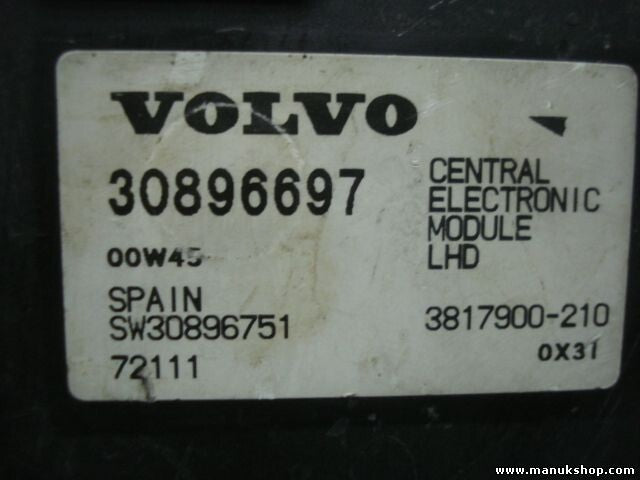 VOLVO
30896697
00W45
SPAIN
SW30896751
72111
CENTRAL
ELECTRONIC
MODULE
LHD
3817900-210
0X31
www.manukshop.com